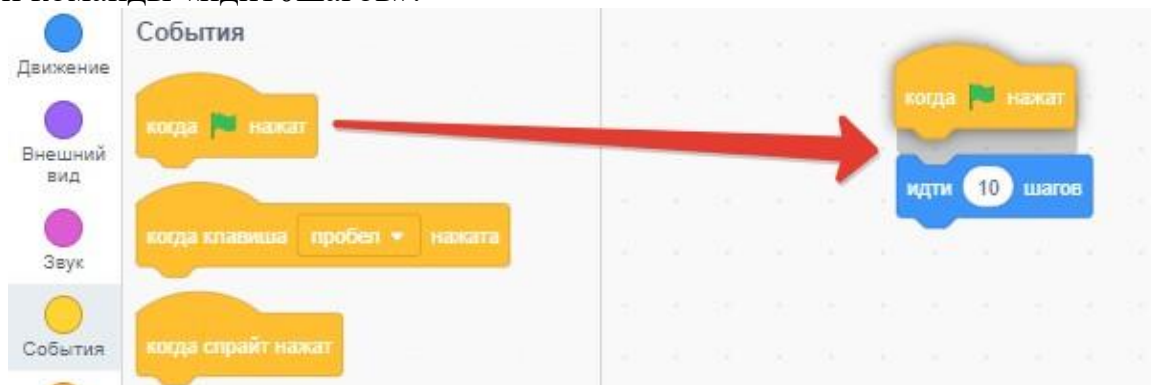 События
Движение
когда нажат
Внешний
вид
когда клавиша пробел нажата
Звук
События
когда спрайт нажат
когда нажат
идти 10 шагов